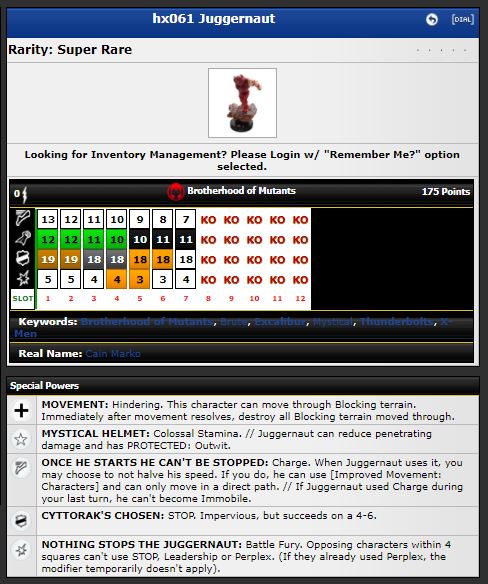 hx061 Juggernaut
[DIAL]
Rarity: Super Rare
Looking for Inventory Management? Please Login w/ "Remember Me?" option
selected.
0 Brotherhood of Mutants 175 Points
13 12 11 10 9 8 7 KO KO KO KO KO
12 12 11 10 10 11 11 KO KO KO KO KO
19 19 18 18 18 18 18 KO KO KO KO KO
5 5 4 4 3 3 4 KO KO KO KO KO
SLOT 1 2 3 4 5 6 7 8 9 10 11 12
Keywords: Brotherhood of Mutants, Brute, Excalibur, Mystical, Thunderbolts, X-
Men
Real Name: Cain Marko
Special Powers
MOVEMENT: Hindering. This character can move through Blocking terrain.
Immediately after movement resolves, destroy all Blocking terrain moved through.
MYSTICAL HELMET: Colossal Stamina. // Juggernaut can reduce penetrating
damage and has PROTECTED: Outwit.
ONCE HE STARTS HE CAN'T BE STOPPED: Charge. When Juggernaut uses it, you
may choose to not halve his speed. If you do, he can use [Improved Movement:
Characters] and can only move in a direct path. // If Juggernaut used Charge during
your last turn, he can't become Immobile.
CYTTORAK'S CHOSEN: STOP. Impervious, but succeeds on a 4-6.
NOTHING STOPS THE JUGGERNAUT: Battle Fury. Opposing characters within 4
squares can't use STOP, Leadership or Perplex. (If they already used Perplex, the
modifier temporarily doesn't apply).